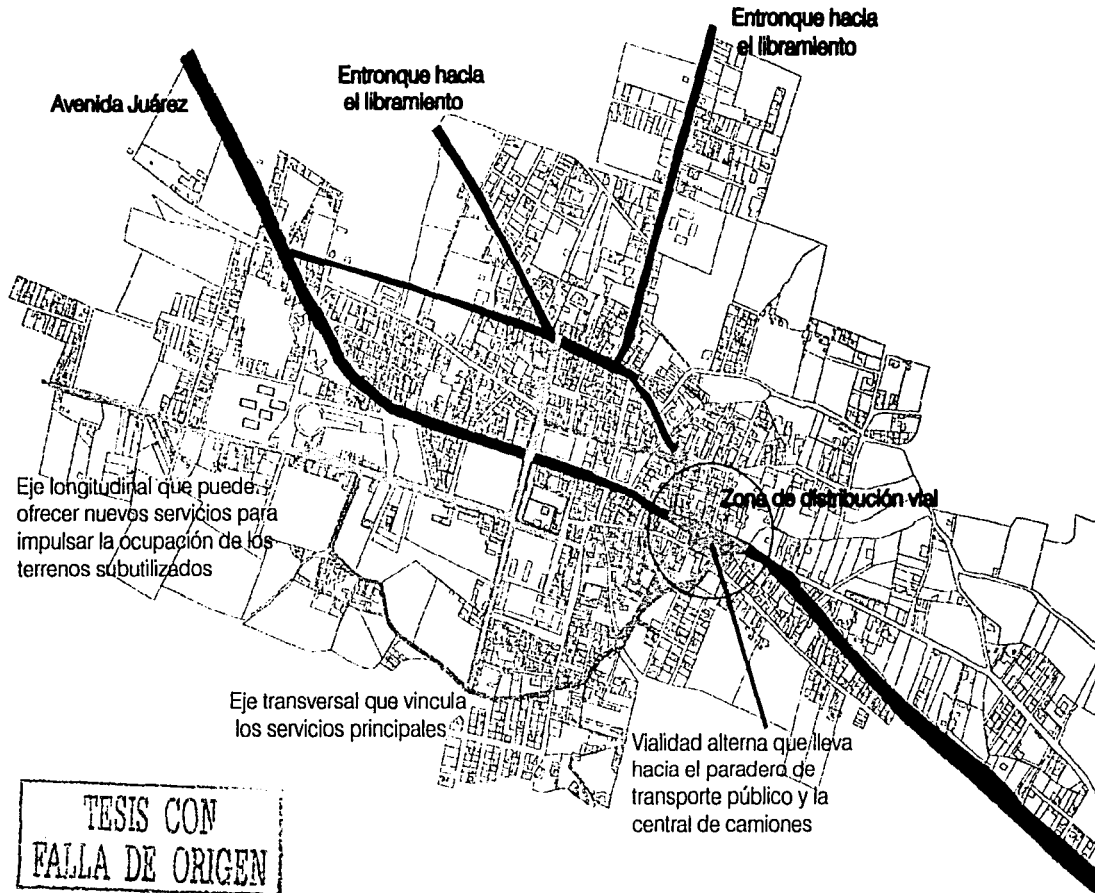 Entronque hacia
el libramiento
Entronque hacia
el libramiento
Avenida Juárez
Zona de distribución vial
Eje longitudinal que puede
ofrecer nuevos servicios para
impulsar la ocupación de los
terrenos subutilizados
Eje transversal que vincula
los servicios principales
Vialidad alterna que lleva
hacia el paradero de
transporte público y la
central de camiones
TESIS CON
FALLA DE ORIGEN